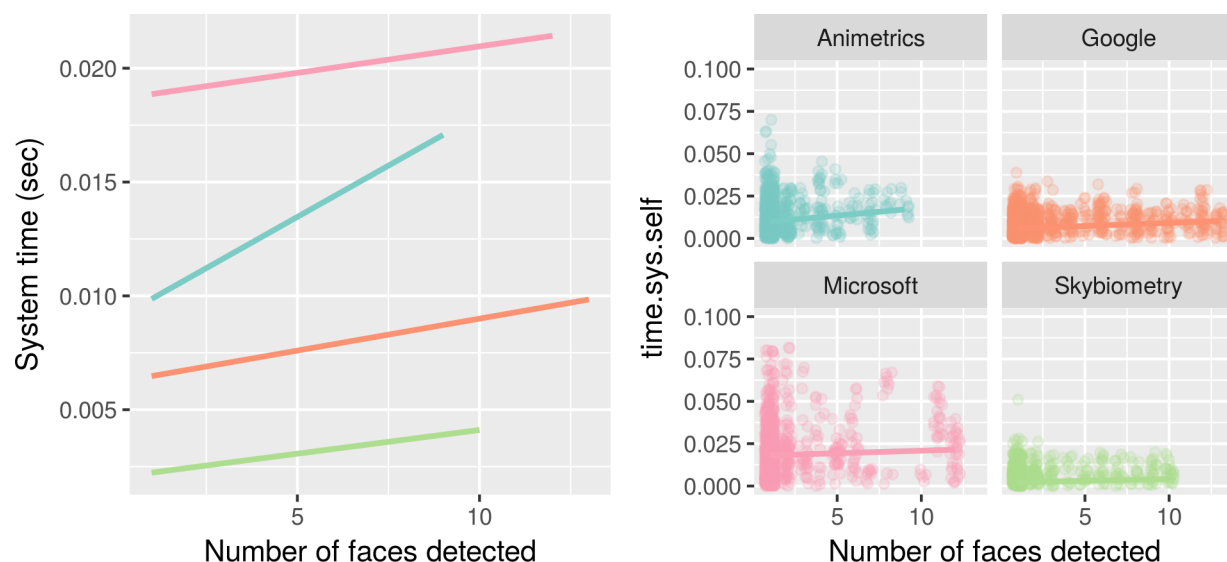 System time (sec)
0.020
0.015
0.010
0.005
5 10
Number of faces detected
time.sys.self
Animetrics Google
0.100
0.075
0.050
0.025
0.000
Microsoft Skybiometry
0.100
0.075
0.050
0.025
0.000
5 10 5 10
Number of faces detected